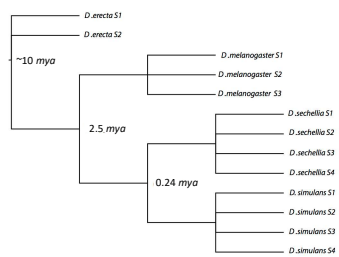 D.erecta S1
D.erecta S2
~10 mya
D.melanogaster S1
D.melanogaster S2
D.melanogaster S3
2.5 mya
D.sechellia S1
D.sechellia S2
D.sechellia S3
D.sechellia S4
0.24 mya
D.simulans S1
D.simulans S2
D.simulans S3
D.simulans S4